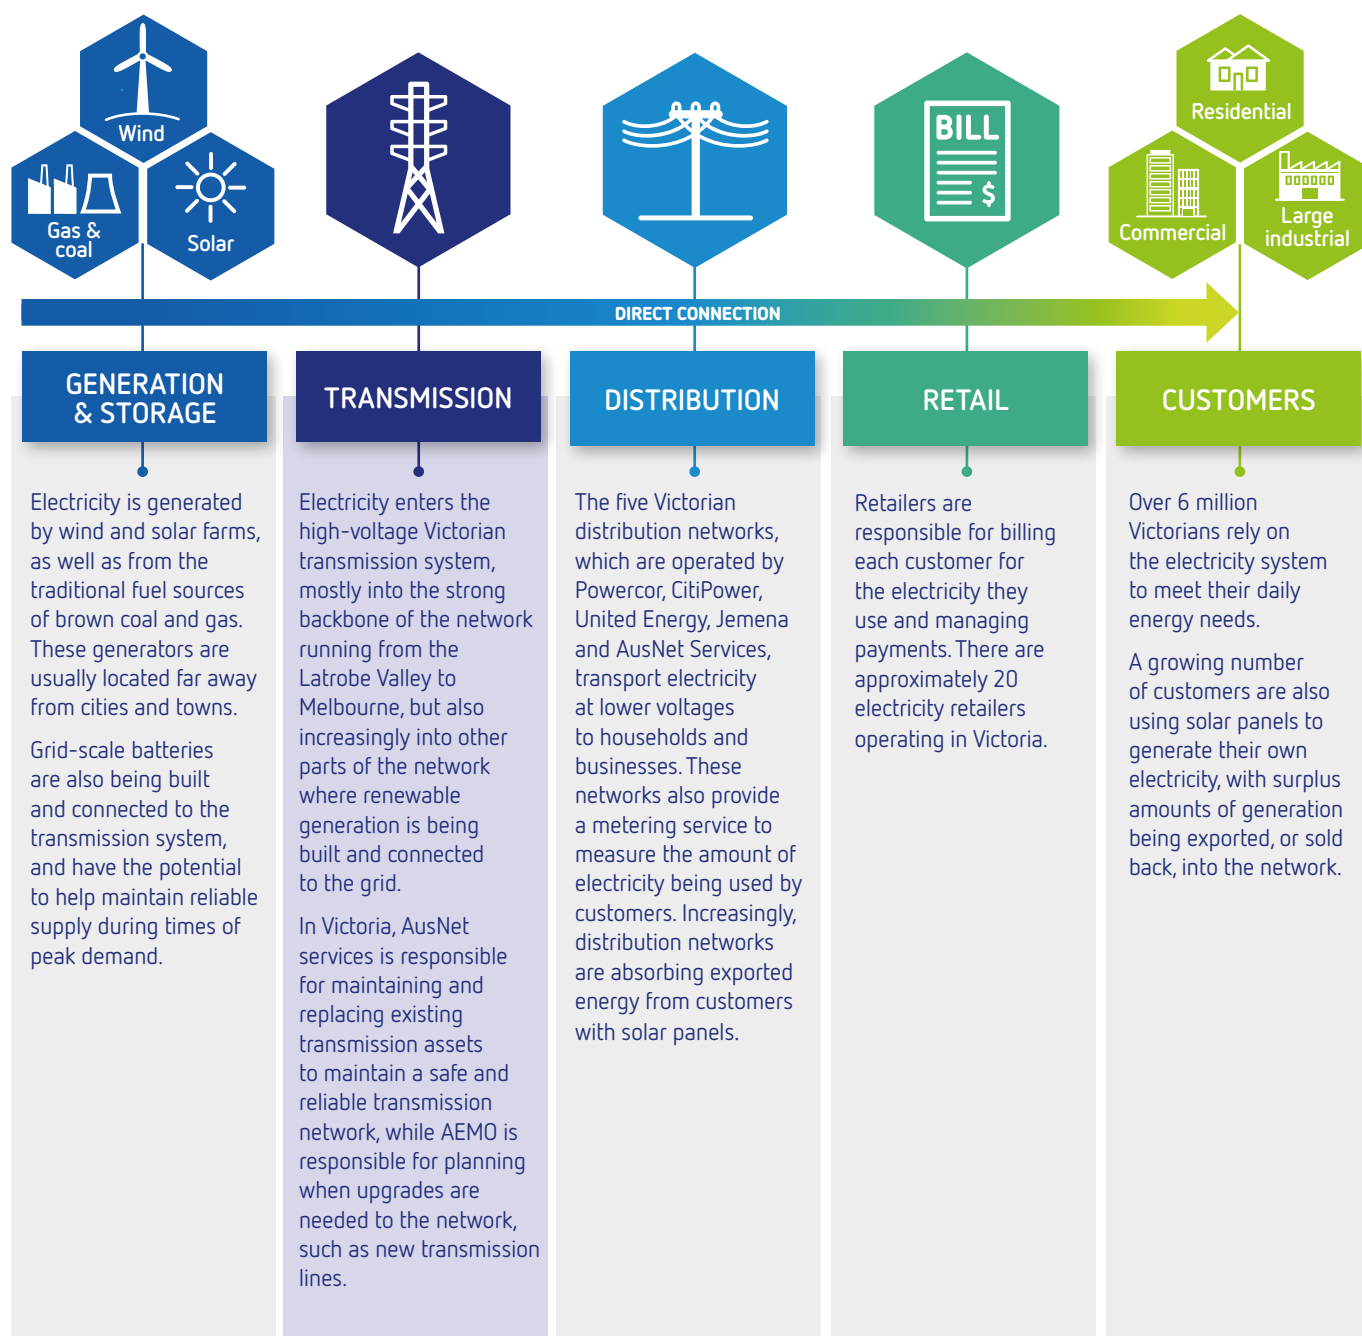 Wind
Gas &
coal
Solar
BILL
$
Residential
Commercial
Large
industrial
DIRECT CONNECTION
GENERATION
& STORAGE
Electricity is generated
by wind and solar farms,
as well as from the
traditional fuel sources
of brown coal and gas.
These generators are
usually located far away
from cities and towns.
Grid-scale batteries
are also being built
and connected to the
transmission system,
and have the potential
to help maintain reliable
supply during times of
peak demand.
TRANSMISSION
Electricity enters the
high-voltage Victorian
transmission system,
mostly into the strong
backbone of the network
running from the
Latrobe Valley to
Melbourne, but also
increasingly into other
parts of the network
where renewable
generation is being
built and connected
to the grid.
In Victoria, AusNet
services is responsible
for maintaining and
replacing existing
transmission assets
to maintain a safe and
reliable transmission
network, while AEMO is
responsible for planning
when upgrades are
needed to the network,
such as new transmission
lines.
DISTRIBUTION
The five Victorian
distribution networks,
which are operated by
Powercor, CitiPower,
United Energy, Jemena
and AusNet Services,
transport electricity
at lower voltages
to households and
businesses. These
networks also provide
a metering service to
measure the amount of
electricity being used by
customers. Increasingly,
distribution networks
are absorbing exported
energy from customers
with solar panels.
RETAIL
Retailers are
responsible for billing
each customer for
the electricity they
use and managing
payments. There are
approximately 20
electricity retailers
operating in Victoria.
CUSTOMERS
Over 6 million
Victorians rely on
the electricity system
to meet their daily
energy needs.
A growing number
of customers are also
using solar panels to
generate their own
electricity, with surplus
amounts of generation
being exported, or sold
back, into the network.